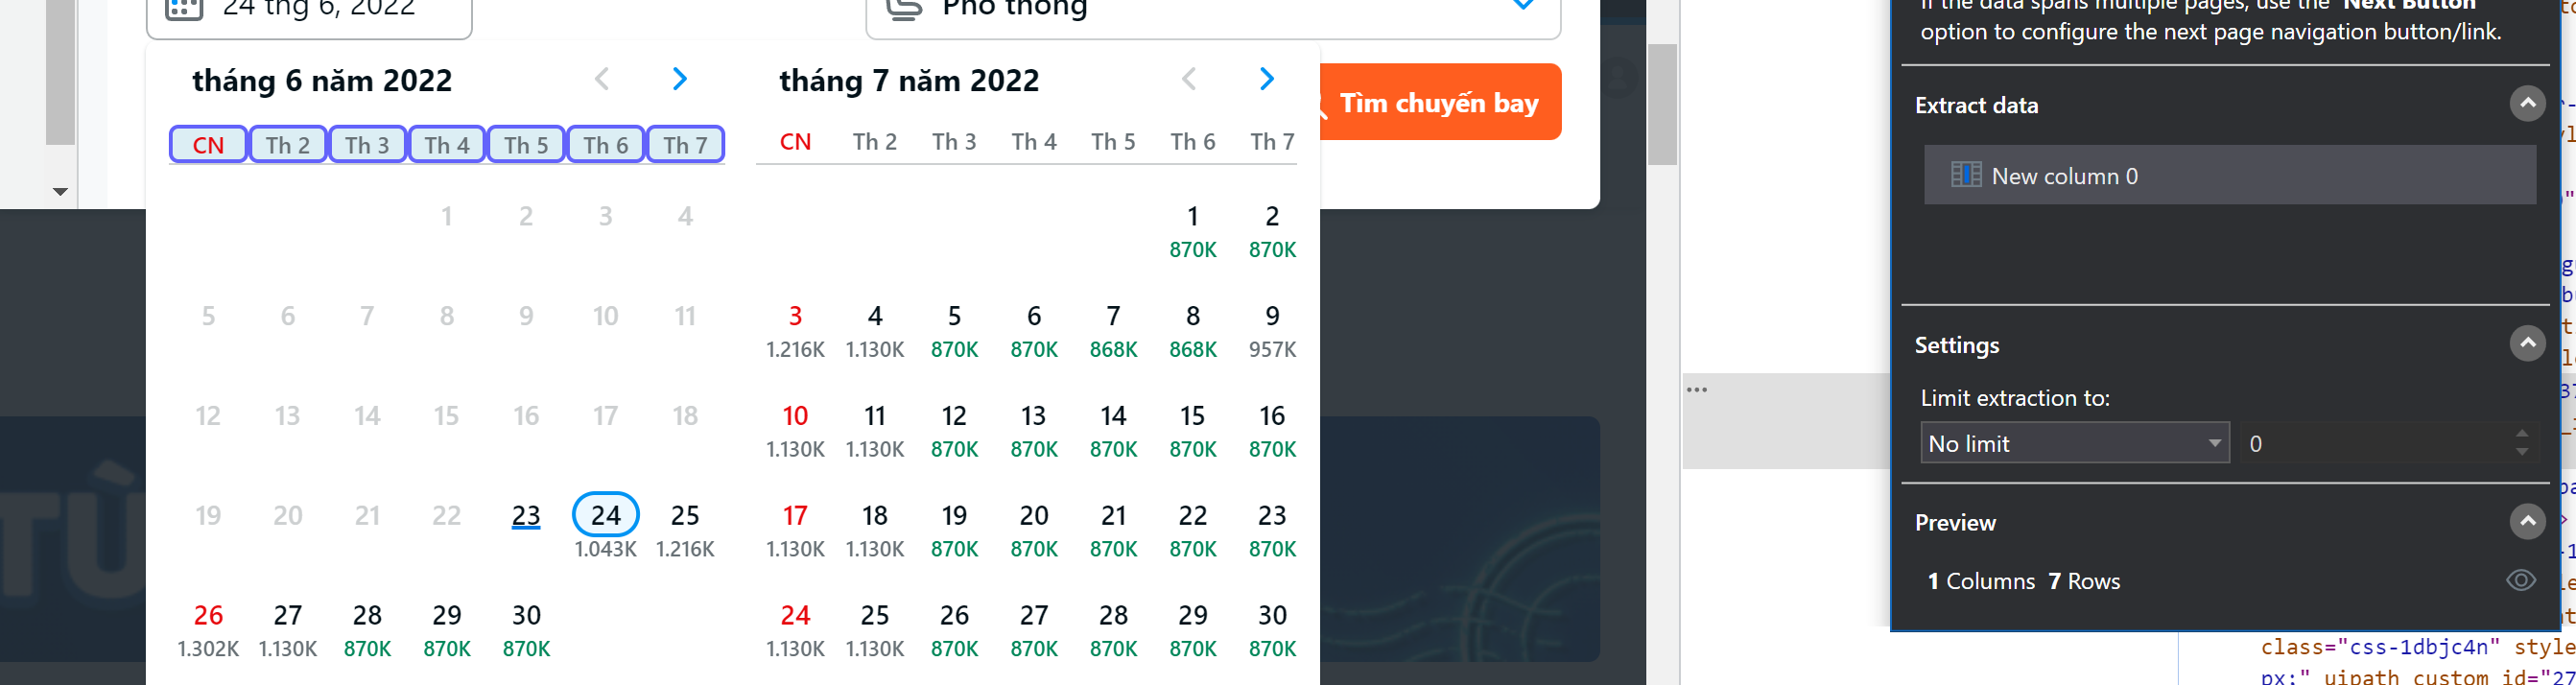 24 thg 6, 2022
Phổ thông
tháng 6 năm 2022
CN Th 2 Th 3 Th 4 Th 5 Th 6 Th 7
1 2 3 4
5 6 7 8 9 10 11
12 13 14 15 16 17 18
19 20 21 22 23 24 25
1.043K 1.216K
26 27 28 29 30
1.302K 1.130K 870K 870K 870K
tháng 7 năm 2022
CN Th 2 Th 3 Th 4 Th 5 Th 6 Th 7
1 2
870K 870K
3 4 5 6 7 8 9
1.216K 1.130K 870K 870K 868K 868K 957K
10 11 12 13 14 15 16
1.130K 1.130K 870K 870K 870K 870K 870K
17 18 19 20 21 22 23
1.130K 1.130K 870K 870K 870K 870K 870K
24 25 26 27 28 29 30
1.130K 1.130K 870K 870K 870K 870K 870K
Tìm chuyến bay
TỪ
If the data spans multiple pages, use the "Next Button"
option to configure the next page navigation button/link.
Extract data
New column 0
Settings
Limit extraction to:
No limit 0
Preview
1 Columns 7 Rows
class="css-1dbjc4n" style
px;" uipath_custom_id="27